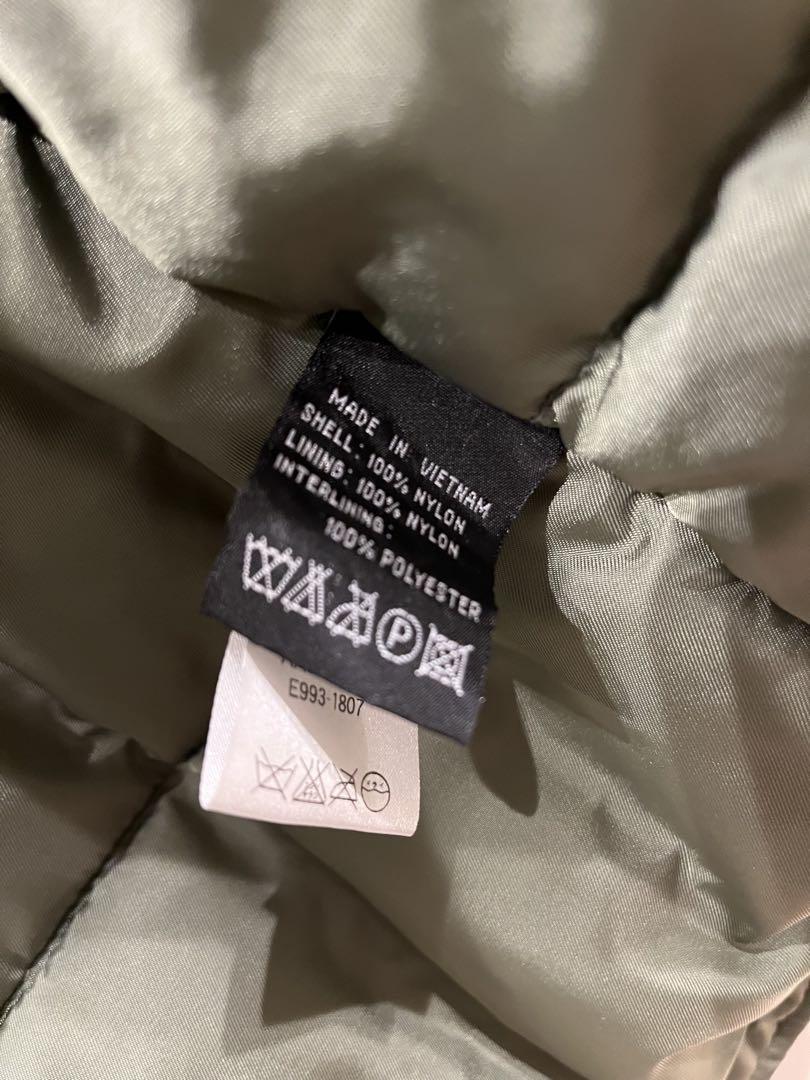 MADE IN VIETNAM
SHELL: 100% NYLON
LINING: 100% NYLON
INTERLINING:
100% POLYESTER
P
E993-1807